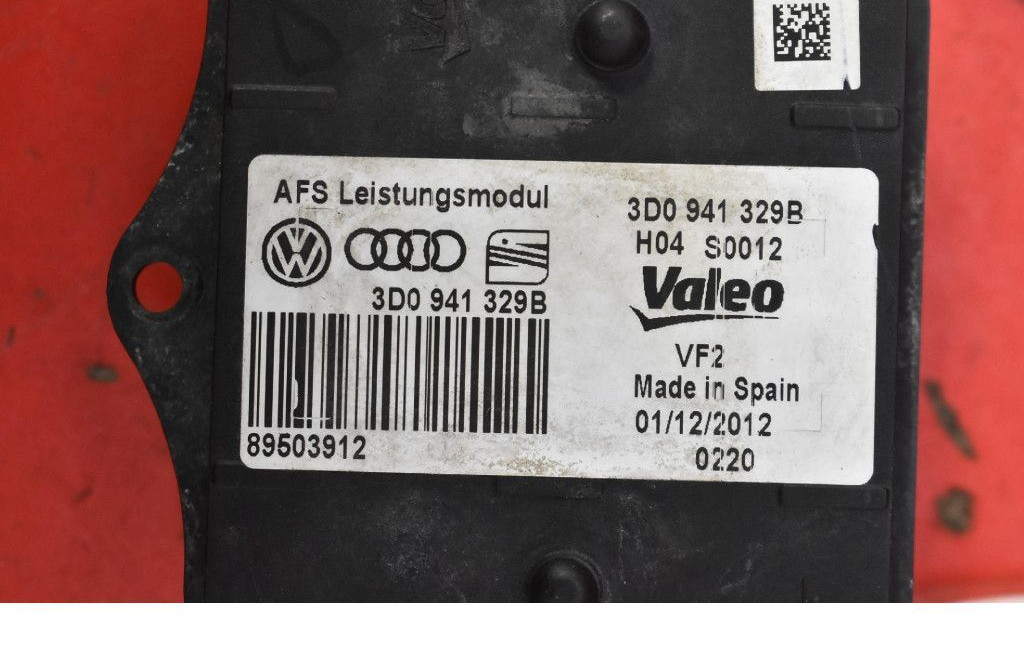 AFS Leistungsmodul
3D0 941 329B
89503912
3D0 941 329B
H04 S0012
Valeo
VF2
Made in Spain
01/12/2012
0220